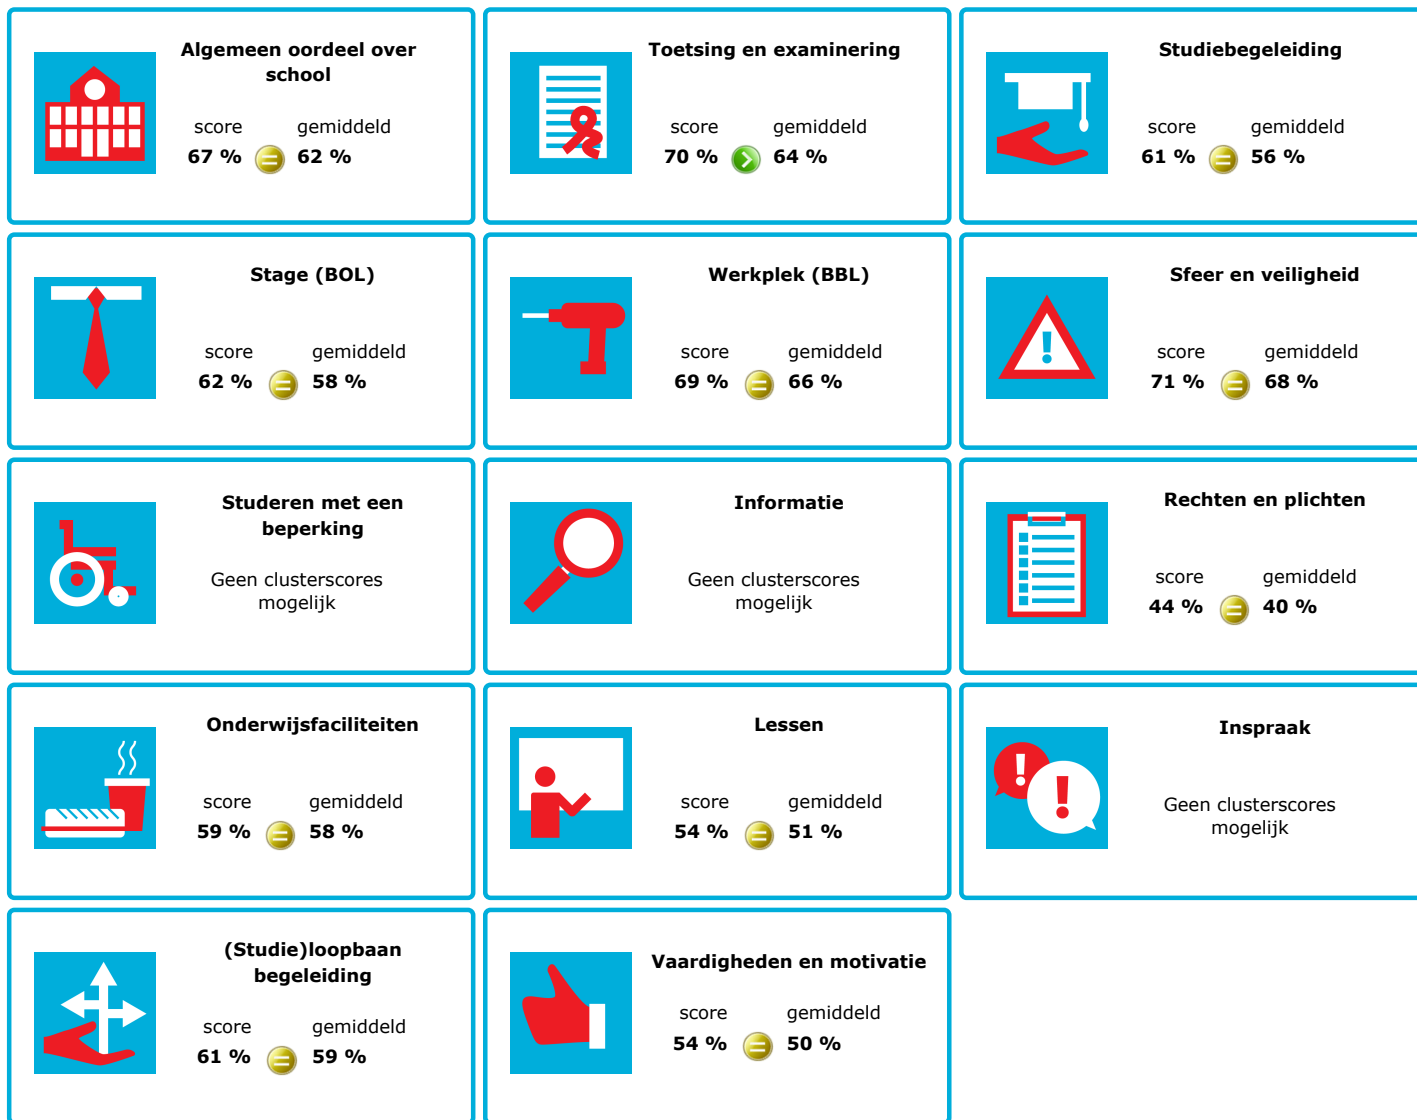 Algemeen oordeel over
school
score gemiddeld
67 % = 62 %
Toetsing en examinering
score gemiddeld
70 % > 64 %
Studiebegeleiding
score gemiddeld
61 % = 56 %
Stage (BOL)
score gemiddeld
62 % = 58 %
Werkplek (BBL)
score gemiddeld
69 % = 66 %
Sfeer en veiligheid
score gemiddeld
71 % = 68 %
Studeren met een
beperking
Geen clusterscores
mogelijk
Informatie
Geen clusterscores
mogelijk
Rechten en plichten
score gemiddeld
44 % = 40 %
Onderwijsfaciliteiten
score gemiddeld
59 % = 58 %
Lessen
score gemiddeld
54 % = 51 %
Inspraak
Geen clusterscores
mogelijk
(Studie)loopbaan
begeleiding
score gemiddeld
61 % = 59 %
Vaardigheden en motivatie
score gemiddeld
54 % = 50 %